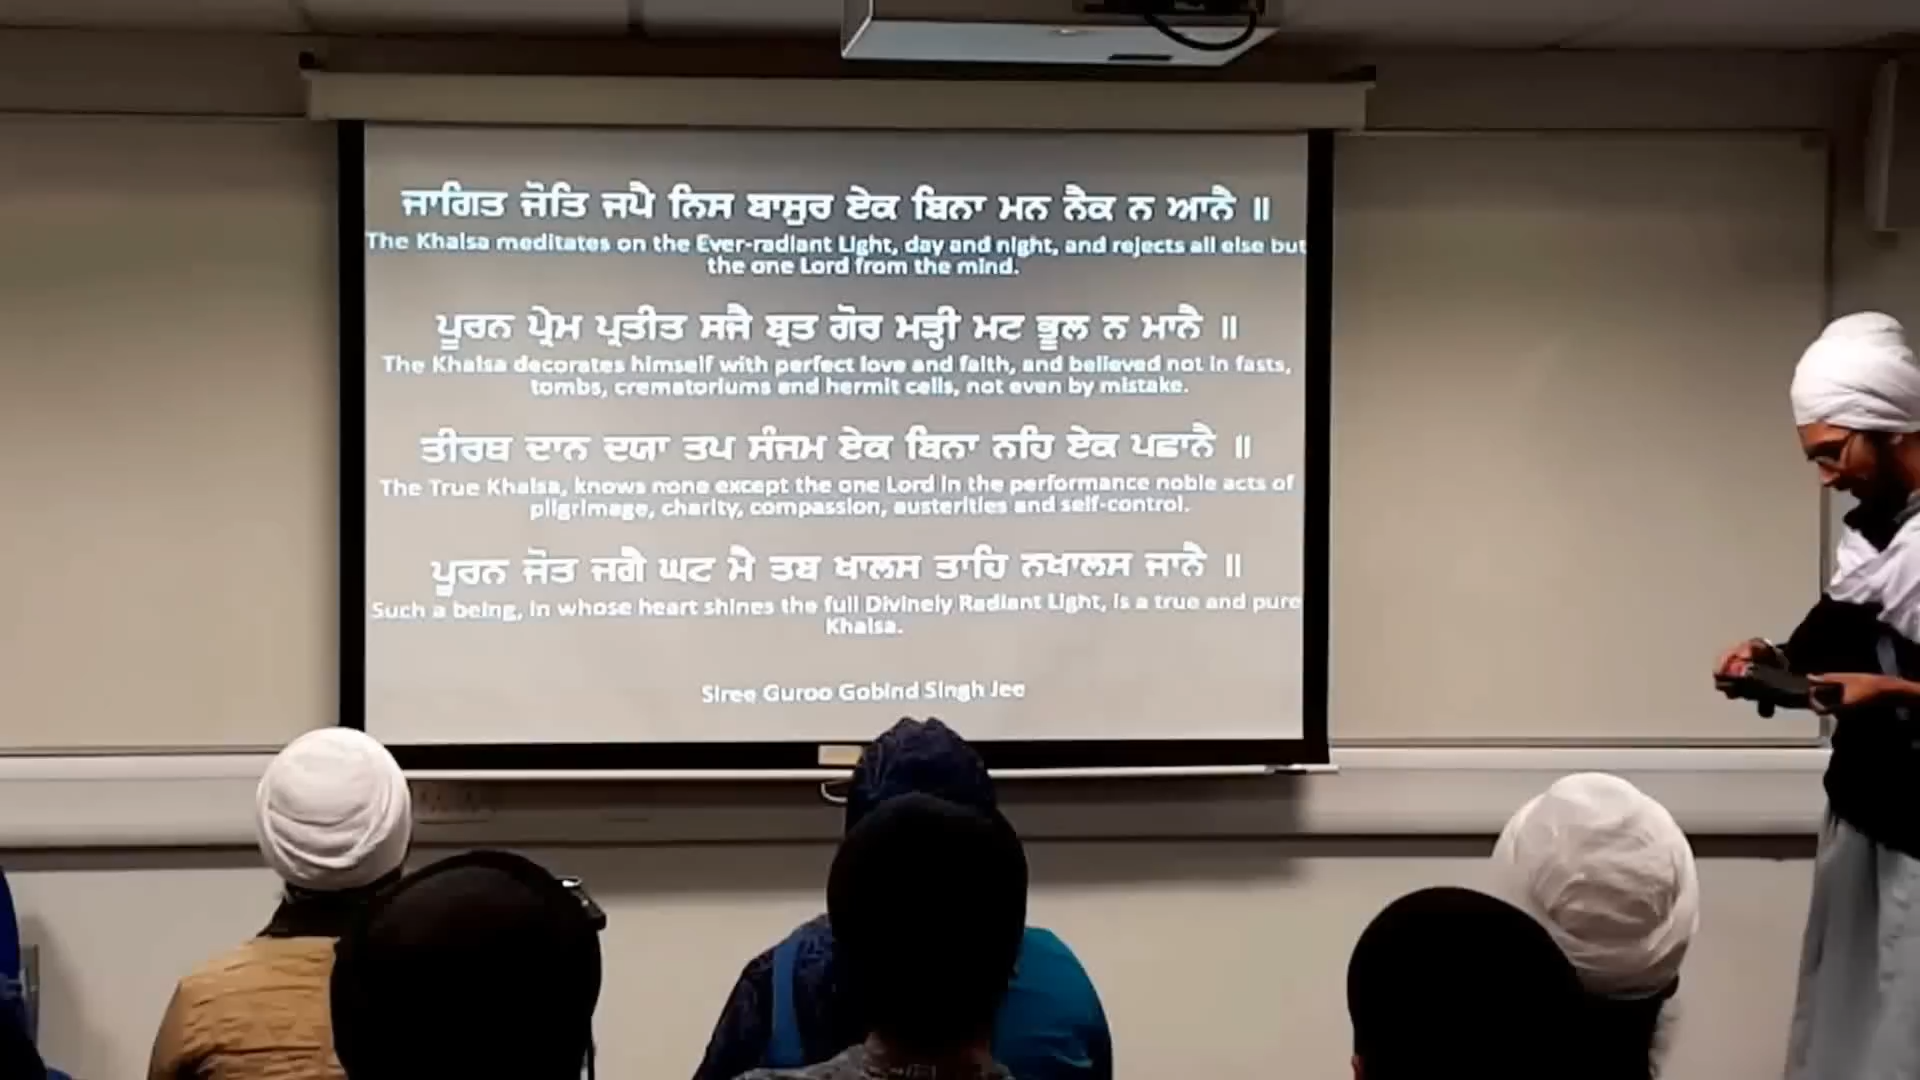 ਜਾਗਿਤ ਜੋਤਿ ਜਪੈ ਨਿਸ ਬਾਸੁਰ ਏਕ ਬਿਨਾ ਮਨ ਨੈਕ ਨ ਆਨੈ ॥
The Khalsa meditates on the Ever-radiant Light, day and night, and rejects all else but
the one Lord from the mind.
ਪੂਰਨ ਪ੍ਰੇਮ ਪ੍ਰਤੀਤ ਸਜੈ ਬ੍ਰਤ ਗੋਰ ਮੜ੍ਹੀ ਮਟ ਭੂਲ ਨ ਮਾਨੈ ॥
The Khalsa decorates himself with perfect love and faith, and believed not in fasts,
tombs, crematoriums and hermit cells, not even by mistake.
ਤੀਰਥ ਦਾਨ ਦਯਾ ਤਪ ਸੰਜਮ ਏਕ ਬਿਨਾ ਨਹਿ ਏਕ ਪਛਾਨੈ ॥
The True Khalsa, knows none except the one Lord in the performance noble acts of
pilgrimage, charity, compassion, austerities and self-control.
ਪੂਰਨ ਜੋਤ ਜਗੈ ਘਟ ਮੈ ਤਬ ਖਾਲਸ ਤਾਹਿ ਨਖਾਲਸ ਜਾਨੈ ॥
Such a being, in whose heart shines the full Divinely Radiant Light, is a true and pure
Khalsa.
Siree Guroo Gobind Singh Jee